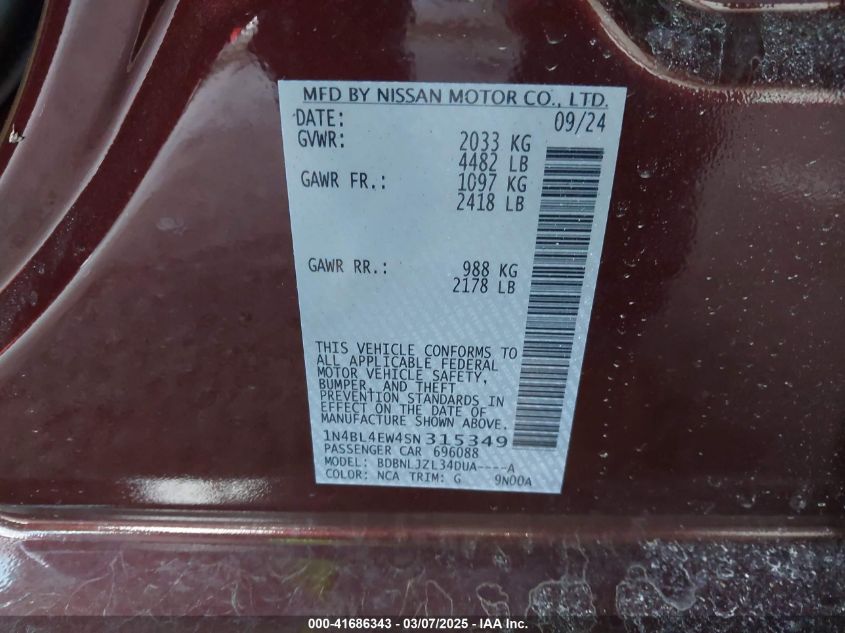 MFD BY NISSAN MOTOR CO., LTD.
DATE: 09/24
GVWR: 2033 KG
4482 LB
GAWR FR.: 1097 KG
2418 LB
GAWR RR.: 988 KG
2178 LB
THIS VEHICLE CONFORMS TO
ALL APPLICABLE FEDERAL
MOTOR VEHICLE SAFETY,
BUMPER, AND THEFT
PREVENTION STANDARDS IN
EFFECT ON THE DATE OF
MANUFACTURE SHOWN ABOVE.
1N4BL4EW4SN315349
PASSENGER CAR 696088
MODEL: BDBNLJZL34DUA----A
COLOR: NCA TRIM: G 9N00A
000-41686343 — 03/07/2025 — IAA Inc.